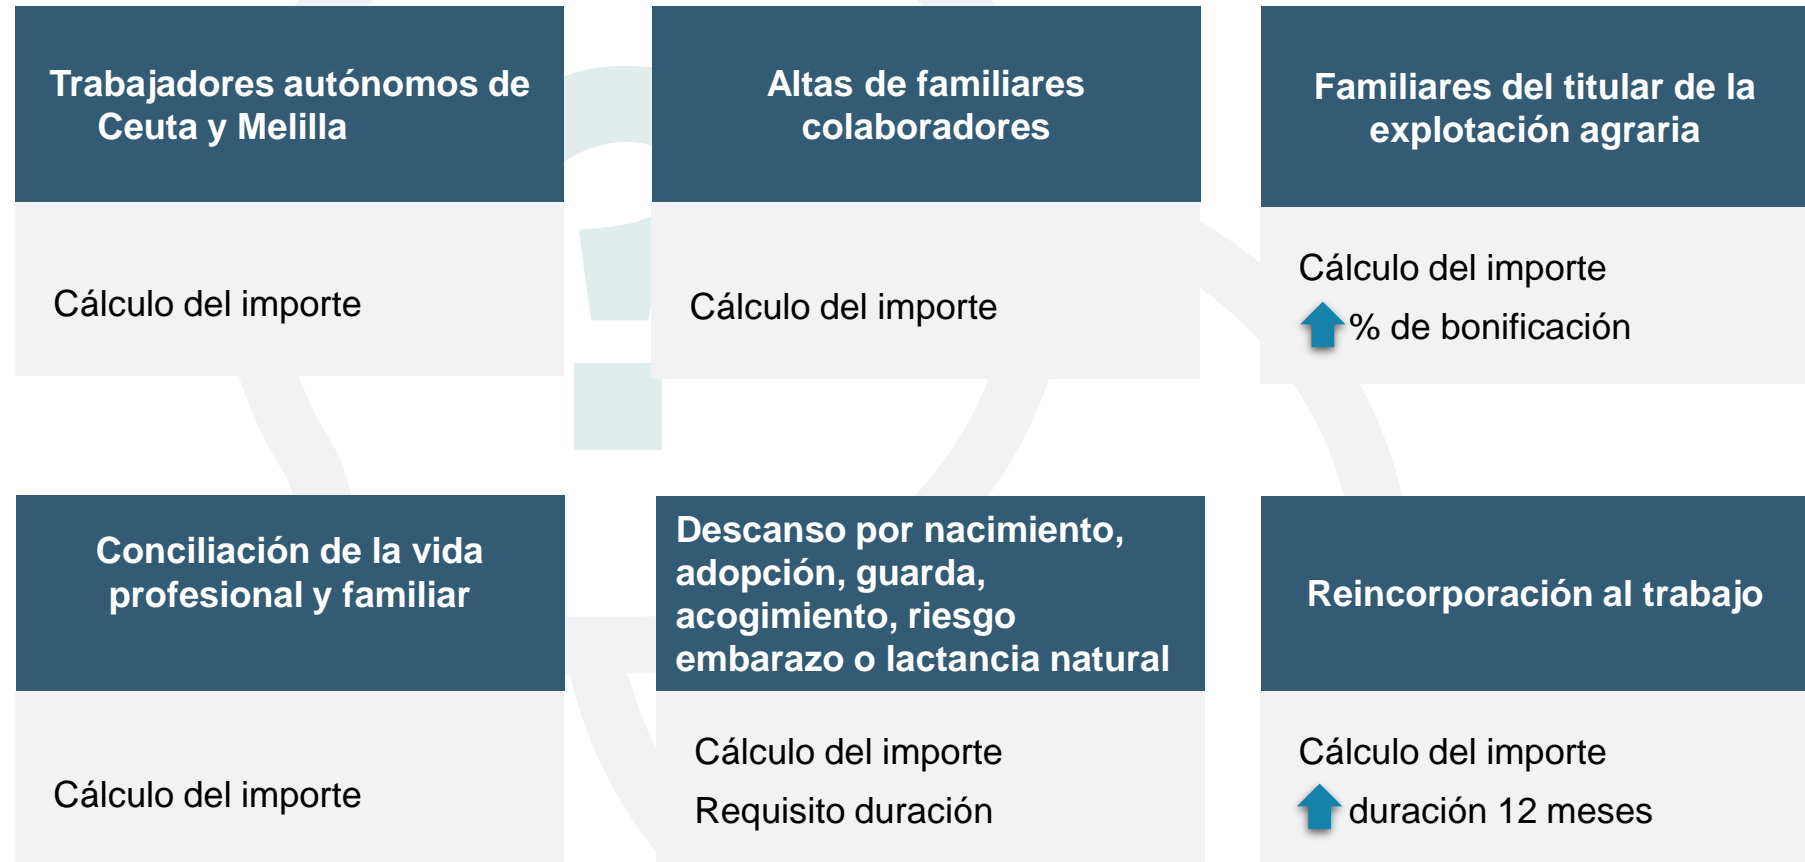 Trabajadores autónomos de
Ceuta y Melilla
Cálculo del importe
Altas de familiares
colaboradores
Cálculo del importe
Familiares del titular de la
explotación agraria
Cálculo del importe
% de bonificación
Conciliación de la vida
profesional y familiar
Cálculo del importe
Descanso por nacimiento,
adopción, guarda,
acogimiento, riesgo
embarazo o lactancia natural
Cálculo del importe
Requisito duración
Reincorporación al trabajo
Cálculo del importe
duración 12 meses